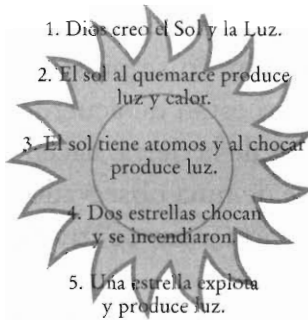 1. Dios creo el Sol y la Luz.
2. El sol al quemarce produce
luz y calor.
3. El sol tiene atomos y al chocar
produce luz.
4. Dos estrellas chocan
y se incendiaron.
5. Una estrella explota
y produce luz.